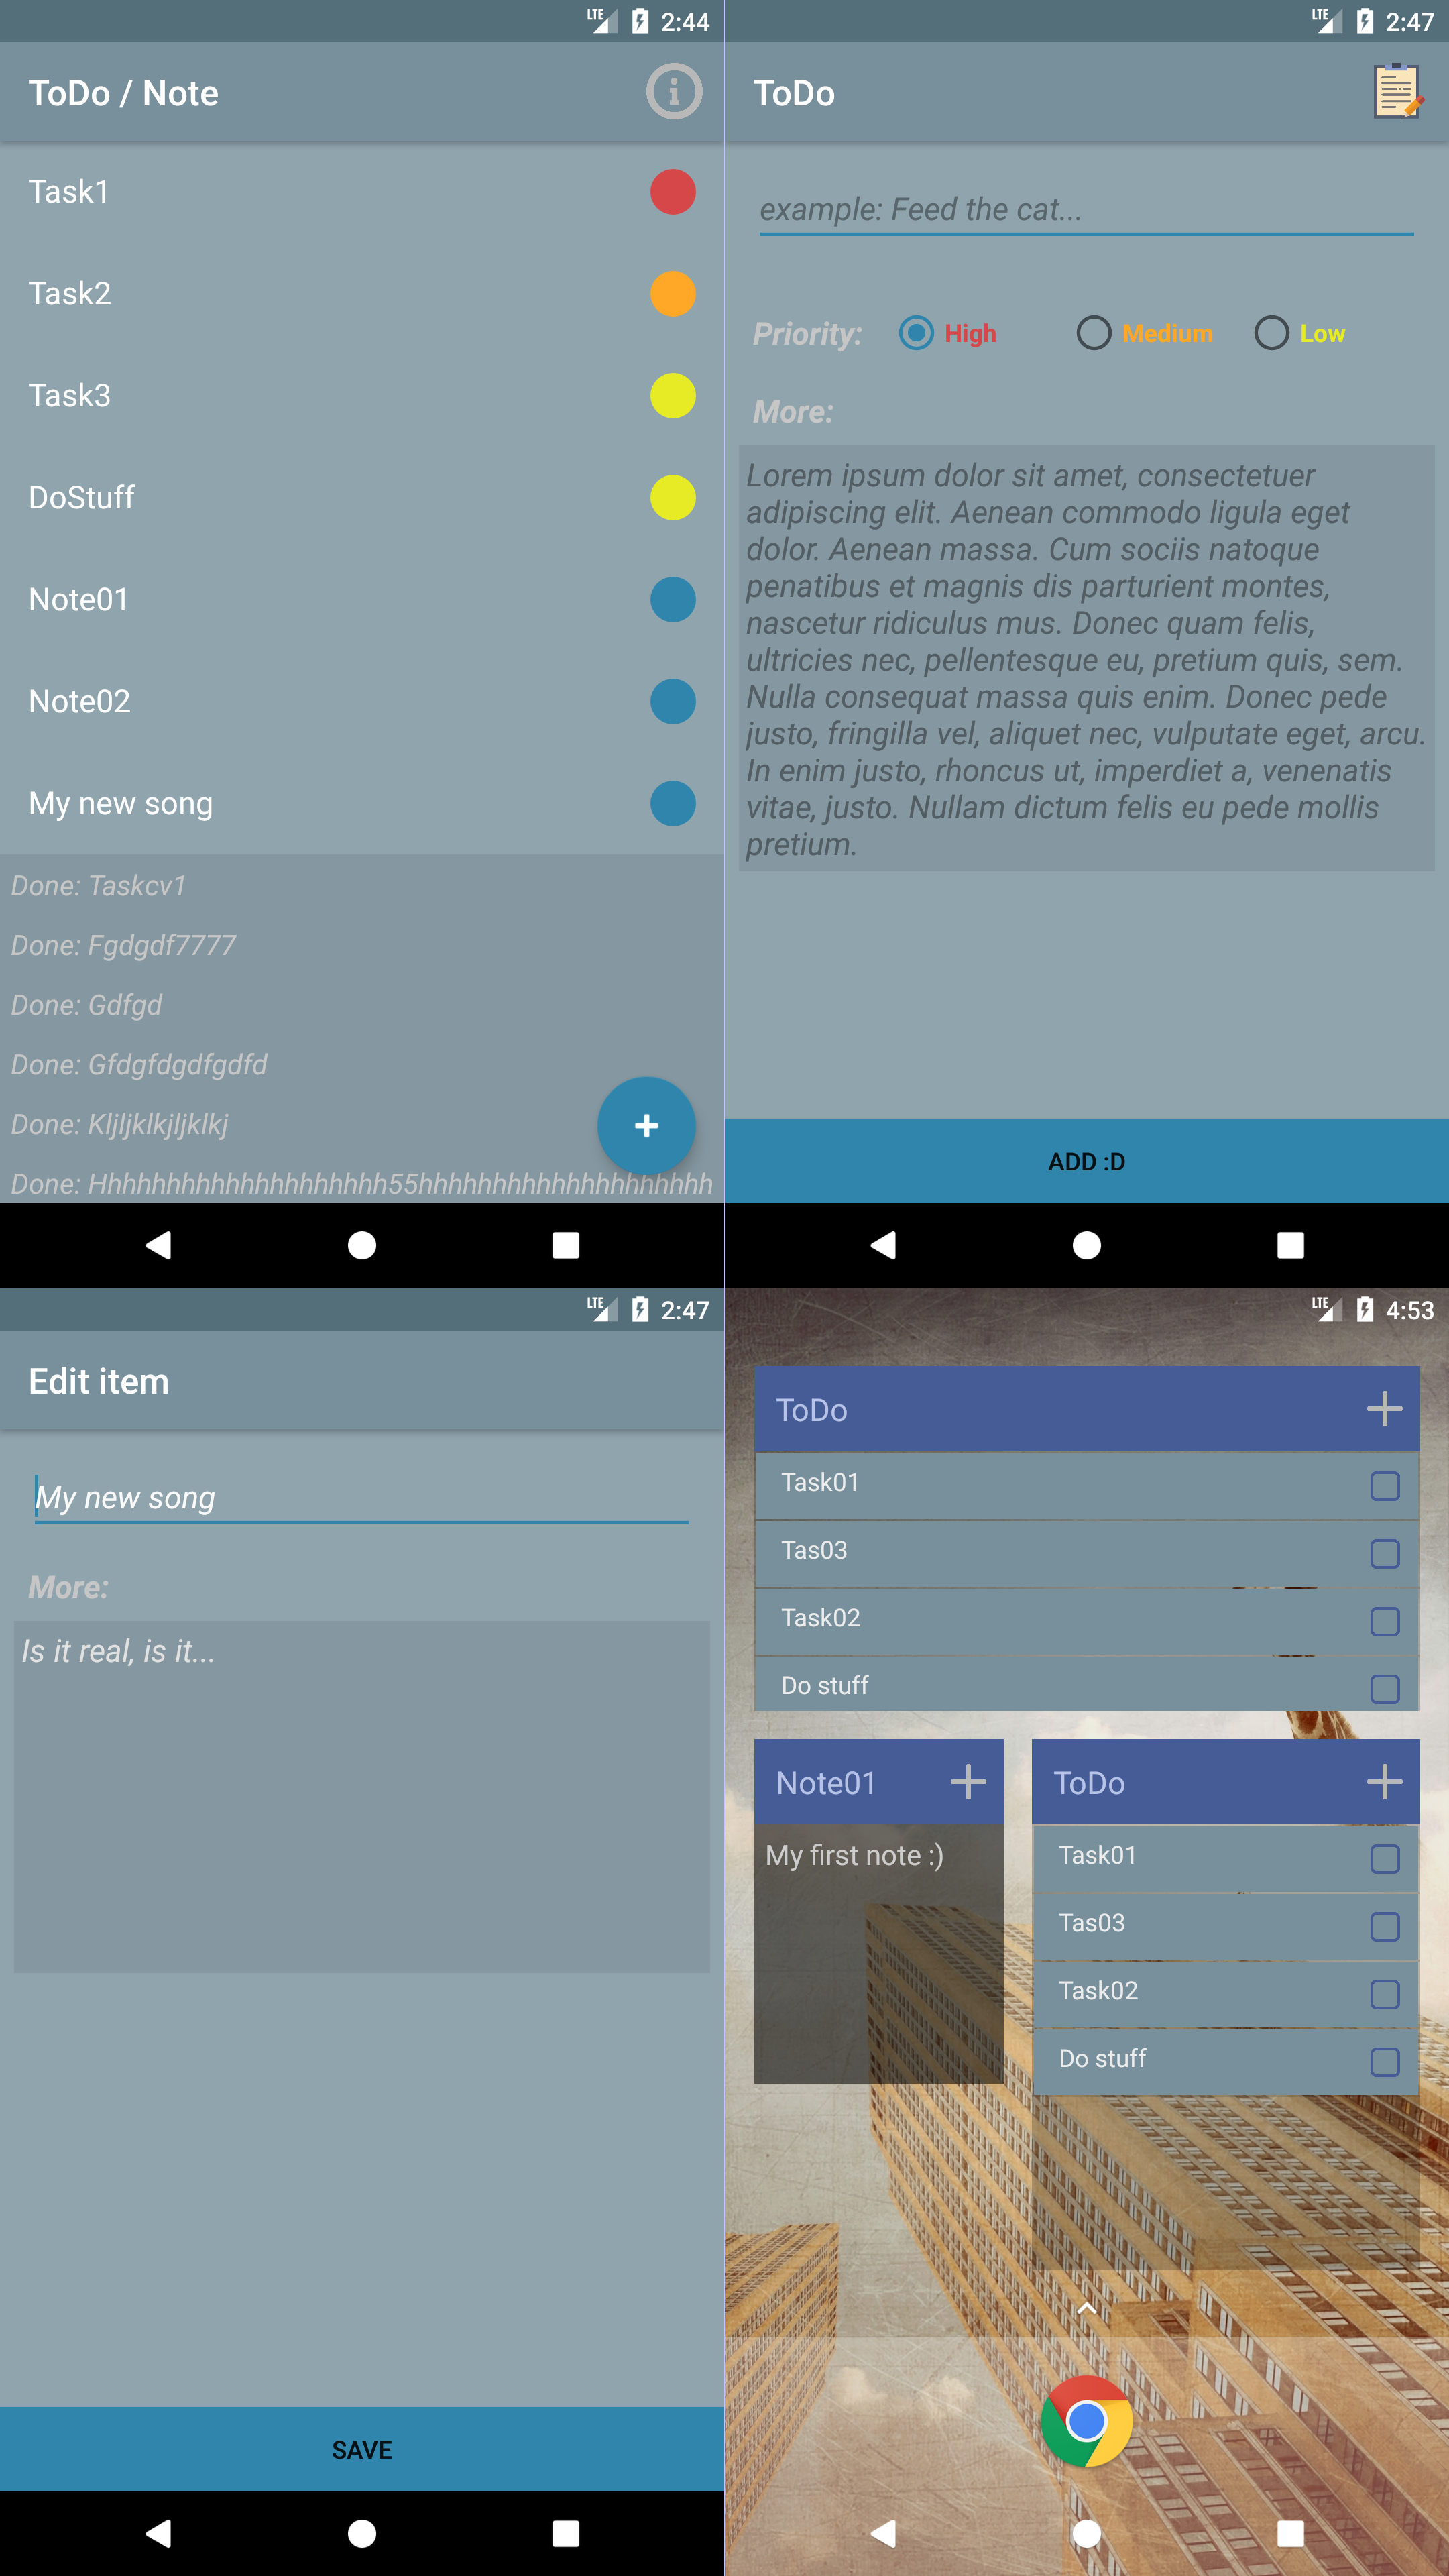 LTE 2:44
ToDo / Note
Task1
Task2
Task3
DoStuff
Note01
Note02
My new song
Done: Taskcv1
Done: Fgdgdf7777
Done: Gdfgd
Done: Gfdgfdgdfgdfd
Done: Kljljklkjljklkj
Done: Hhhhhhhhhhhhhhhhhhhh55hhhhhhhhhhhhhhhhhhhh
LTE 2:47
ToDo
example: Feed the cat...
Priority: High Medium Low
More:
Lorem ipsum dolor sit amet, consectetuer
adipiscing elit. Aenean commodo ligula eget
dolor. Aenean massa. Cum sociis natoque
penatibus et magnis dis parturient montes,
nascetur ridiculus mus. Donec quam felis,
ultricies nec, pellentesque eu, pretium quis, sem.
Nulla consequat massa quis enim. Donec pede
justo, fringilla vel, aliquet nec, vulputate eget, arcu.
In enim justo, rhoncus ut, imperdiet a, venenatis
vitae, justo. Nullam dictum felis eu pede mollis
pretium.
ADD :D
LTE 2:47
Edit item
My new song
More:
Is it real, is it...
SAVE
LTE 4:53
ToDo
Task01
Tas03
Task02
Do stuff
Note01
My first note :)
ToDo
Task01
Tas03
Task02
Do stuff